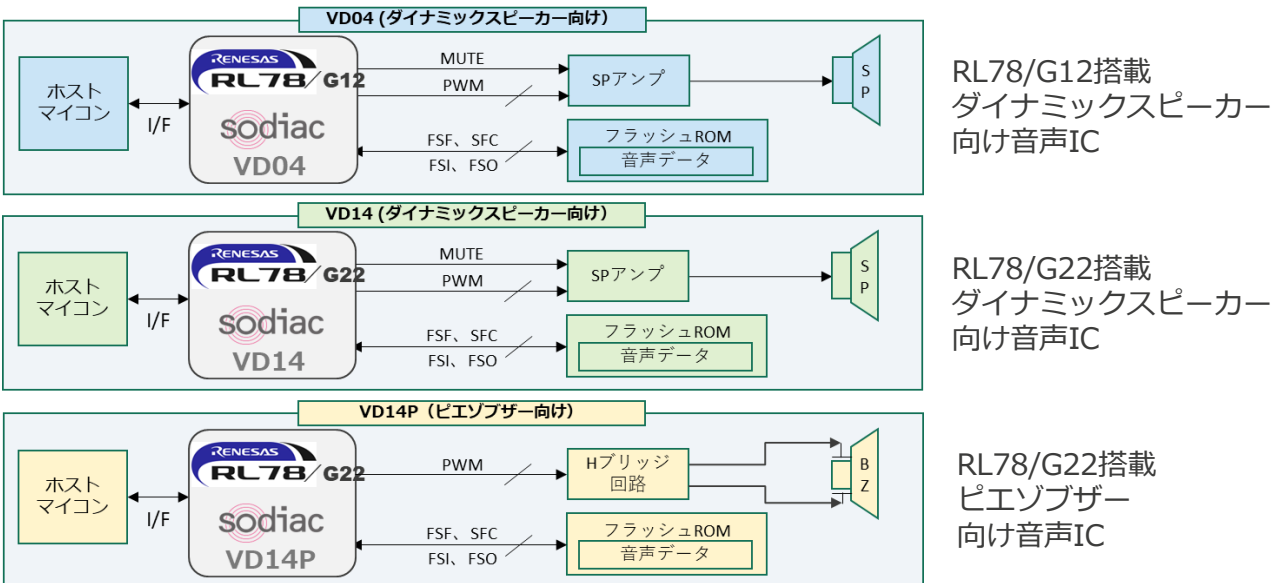 VD04 (ダイナミックスピーカー向け)
ホスト
マイコン
I/F
RENESAS
RL78/G12
sodiac
VD04
MUTE
PWM
SPアンプ
S
P
FSF、SFC
FSI、FSO
フラッシュROM
音声データ
RL78/G12搭載
ダイナミックスピーカー
向け音声IC
VD14 (ダイナミックスピーカー向け)
ホスト
マイコン
I/F
RENESAS
RL78/G22
sodiac
VD14
MUTE
PWM
SPアンプ
S
P
FSF、SFC
FSI、FSO
フラッシュROM
音声データ
RL78/G22搭載
ダイナミックスピーカー
向け音声IC
VD14P（ピエゾブザー向け）
ホスト
マイコン
I/F
RENESAS
RL78/G22
sodiac
VD14P
PWM
Hブリッジ
回路
B
Z
FSF、SFC
FSI、FSO
フラッシュROM
音声データ
RL78/G22搭載
ピエゾブザー
向け音声IC